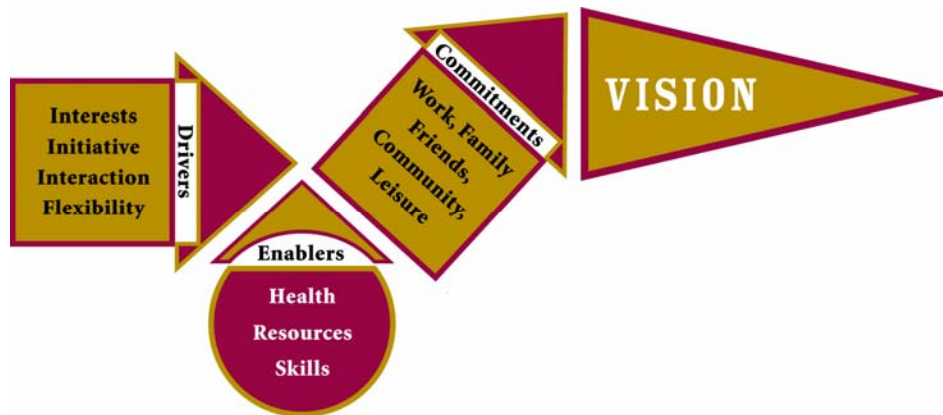 Interests
Initiative
Interaction
Flexibility
Drivers
Enablers
Health
Resources
Skills
Commitments
Work, Family
Friends,
Community,
Leisure
VISION